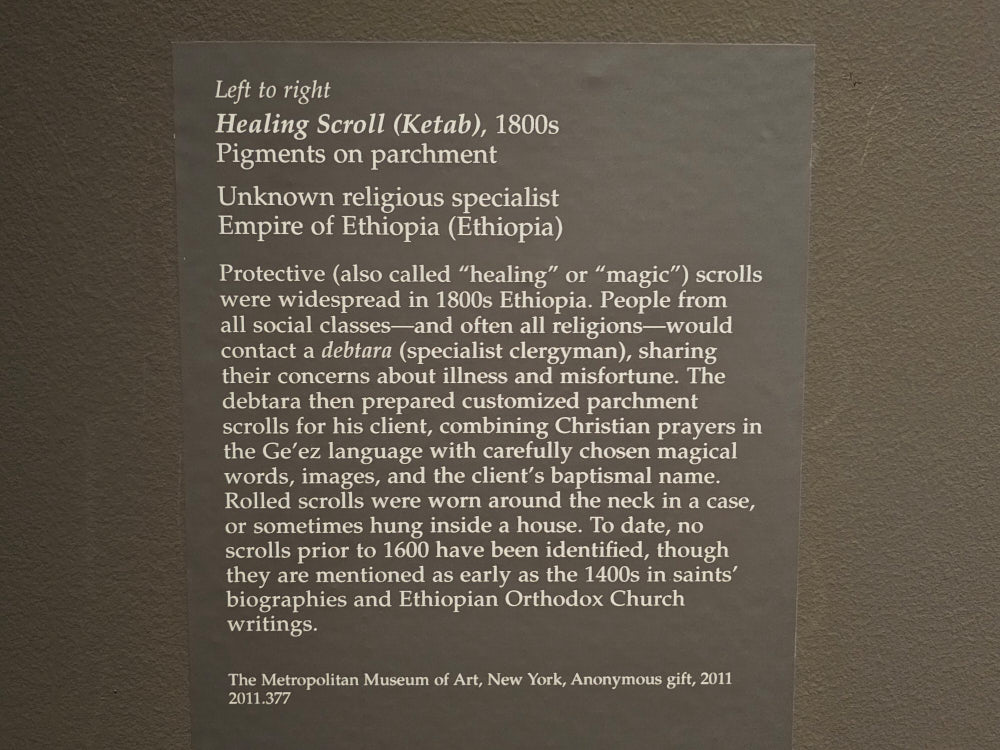 Left to right
Healing Scroll (Ketab), 1800s
Pigments on parchment
Unknown religious specialist
Empire of Ethiopia (Ethiopia)
Protective (also called “healing” or “magic”) scrolls
were widespread in 1800s Ethiopia. People from
all social classes—and often all religions—would
contact a debtara (specialist clergyman), sharing
their concerns about illness and misfortune. The
debtara then prepared customized parchment
scrolls for his client, combining Christian prayers in
the Ge’ez language with carefully chosen magical
words, images, and the client’s baptismal name.
Rolled scrolls were worn around the neck in a case,
or sometimes hung inside a house. To date, no
scrolls prior to 1600 have been identified, though
they are mentioned as early as the 1400s in saints’
biographies and Ethiopian Orthodox Church
writings.
The Metropolitan Museum of Art, New York, Anonymous gift, 2011
2011.377